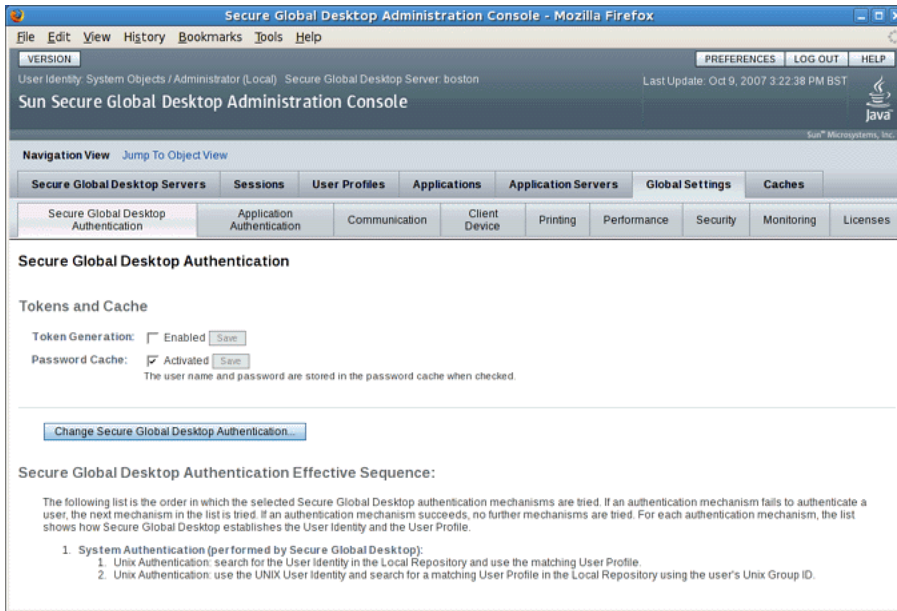 Secure Global Desktop Administration Console - Mozilla Firefox
File Edit View History Bookmarks Tools Help
VERSION PREFERENCES LOG OUT HELP
User Identity: System Objects / Administrator (Local) Secure Global Desktop Server: boston Last Update: Oct 9, 2007 3:22:38 PM BST
Sun Secure Global Desktop Administration Console
Java
Sun™ Microsystems, Inc.
Navigation View Jump To Object View
Secure Global Desktop Servers Sessions User Profiles Applications Application Servers Global Settings Caches
Secure Global Desktop Authentication Application Authentication Communication Client Device Printing Performance Security Monitoring Licenses
Secure Global Desktop Authentication
Tokens and Cache
Token Generation: Enabled Save
Password Cache: Activated Save
The user name and password are stored in the password cache when checked.
Change Secure Global Desktop Authentication...
Secure Global Desktop Authentication Effective Sequence:
The following list is the order in which the selected Secure Global Desktop authentication mechanisms are tried. If an authentication mechanism fails to authenticate a
user, the next mechanism in the list is tried. If an authentication mechanism succeeds, no further mechanisms are tried. For each authentication mechanism, the list
shows how Secure Global Desktop establishes the User Identity and the User Profile.
1. System Authentication (performed by Secure Global Desktop):
1. Unix Authentication: search for the User Identity in the Local Repository and use the matching User Profile.
2. Unix Authentication: use the UNIX User Identity and search for a matching User Profile in the Local Repository using the user's Unix Group ID.